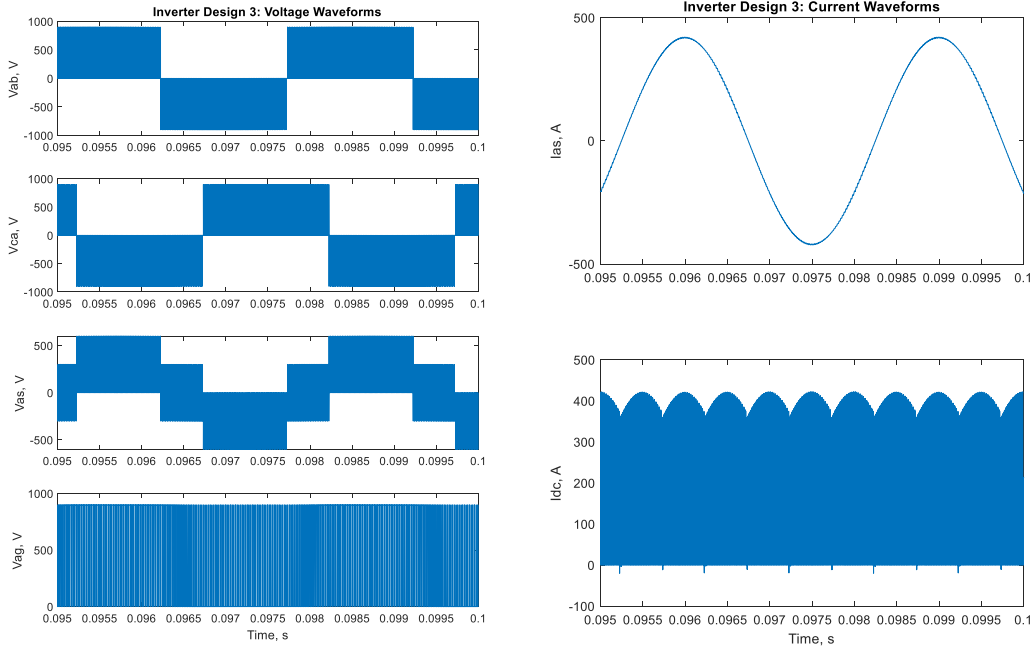 Inverter Design 3: Voltage Waveforms
1000
500
0
-500
-1000
Vab, V
0.095 0.0955 0.096 0.0965 0.097 0.0975 0.098 0.0985 0.099 0.0995 0.1
1000
500
0
-500
-1000
Vca, V
0.095 0.0955 0.096 0.0965 0.097 0.0975 0.098 0.0985 0.099 0.0995 0.1
500
0
-500
Vas, V
0.095 0.0955 0.096 0.0965 0.097 0.0975 0.098 0.0985 0.099 0.0995 0.1
1000
500
0
Vag, V
0.095 0.0955 0.096 0.0965 0.097 0.0975 0.098 0.0985 0.099 0.0995 0.1
Time, s
Inverter Design 3: Current Waveforms
500
0
-500
Ias, A
0.095 0.0955 0.096 0.0965 0.097 0.0975 0.098 0.0985 0.099 0.0995 0.1
500
400
300
200
100
0
-100
Idc, A
0.095 0.0955 0.096 0.0965 0.097 0.0975 0.098 0.0985 0.099 0.0995 0.1
Time, s